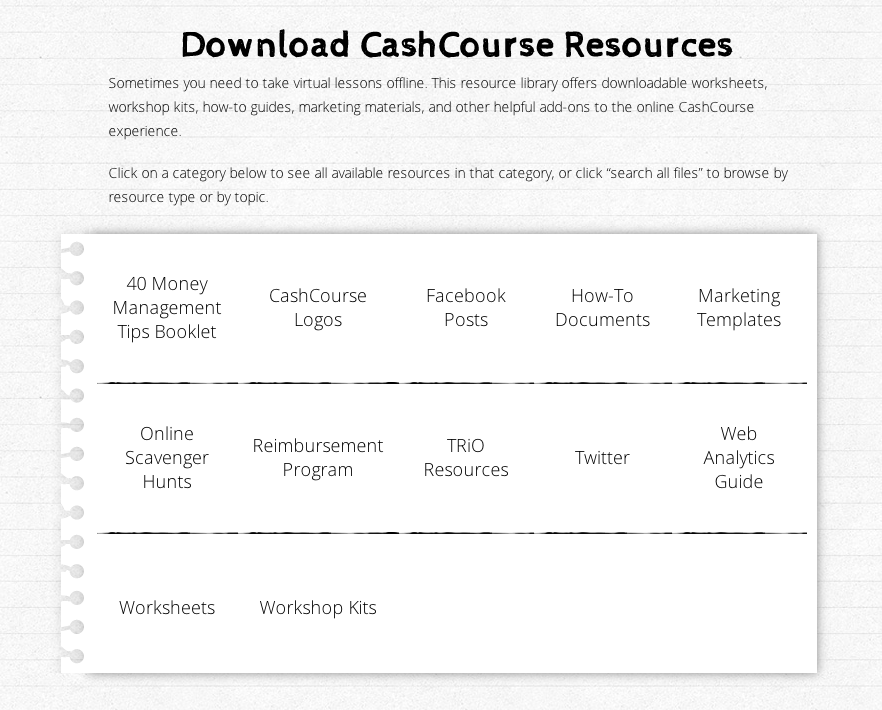 Download CashCourse Resources
Sometimes you need to take virtual lessons offline. This resource library offers downloadable worksheets,
workshop kits, how-to guides, marketing materials, and other helpful add-ons to the online CashCourse
experience.
Click on a category below to see all available resources in that category, or click “search all files” to browse by
resource type or by topic.
40 Money
Management
Tips Booklet
CashCourse
Logos
Facebook
Posts
How-To
Documents
Marketing
Templates
Online
Scavenger
Hunts
Reimbursement
Program
TRiO
Resources
Twitter
Web
Analytics
Guide
Worksheets
Workshop Kits